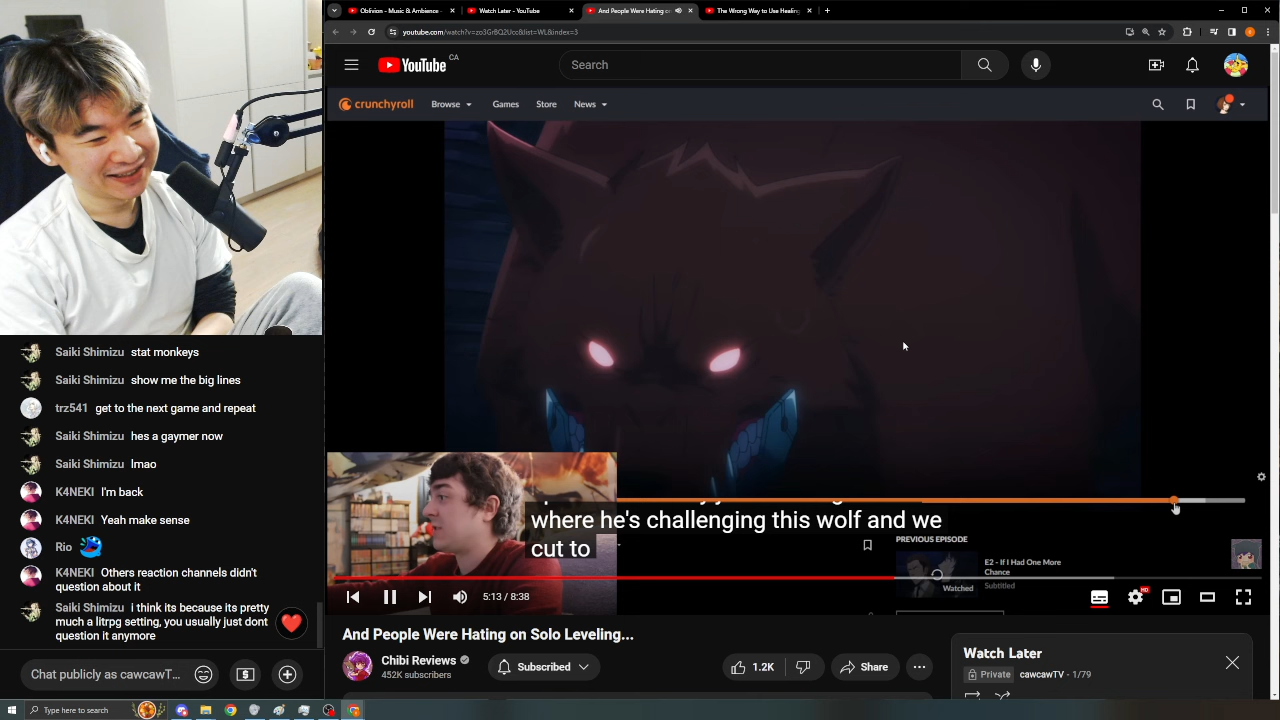 Oblivion - Music & Ambience -
Watch Later - YouTube
And People Were Hating on
The Wrong Way to Use Healing
youtube.com/watch?v=zo3GrBQ2Ucc&list=WL&index=3
YouTube CA
Search
crunchyroll
Browse
Games
Store
News
where he's challenging this wolf and we
cut to
PREVIOUS EPISODE
E2 - If I Had One More
Chance
Subtitled
Watched
5:13 / 8:38
HD
And People Were Hating on Solo Leveling...
Chibi Reviews
452K subscribers
Subscribed
1.2K
Share
Watch Later
Private
cawcawTV - 1/79
Saiki Shimizu stat monkeys
Saiki Shimizu show me the big lines
trz541 get to the next game and repeat
Saiki Shimizu hes a gaymer now
Saiki Shimizu lmao
K4NEKI I'm back
K4NEKI Yeah make sense
Rio
K4NEKI Others reaction channels didn't
question about it
Saiki Shimizu i think its because its pretty
much a litrpg setting, you usually just dont
question it anymore
Chat publicly as cawcawT...
Type here to search